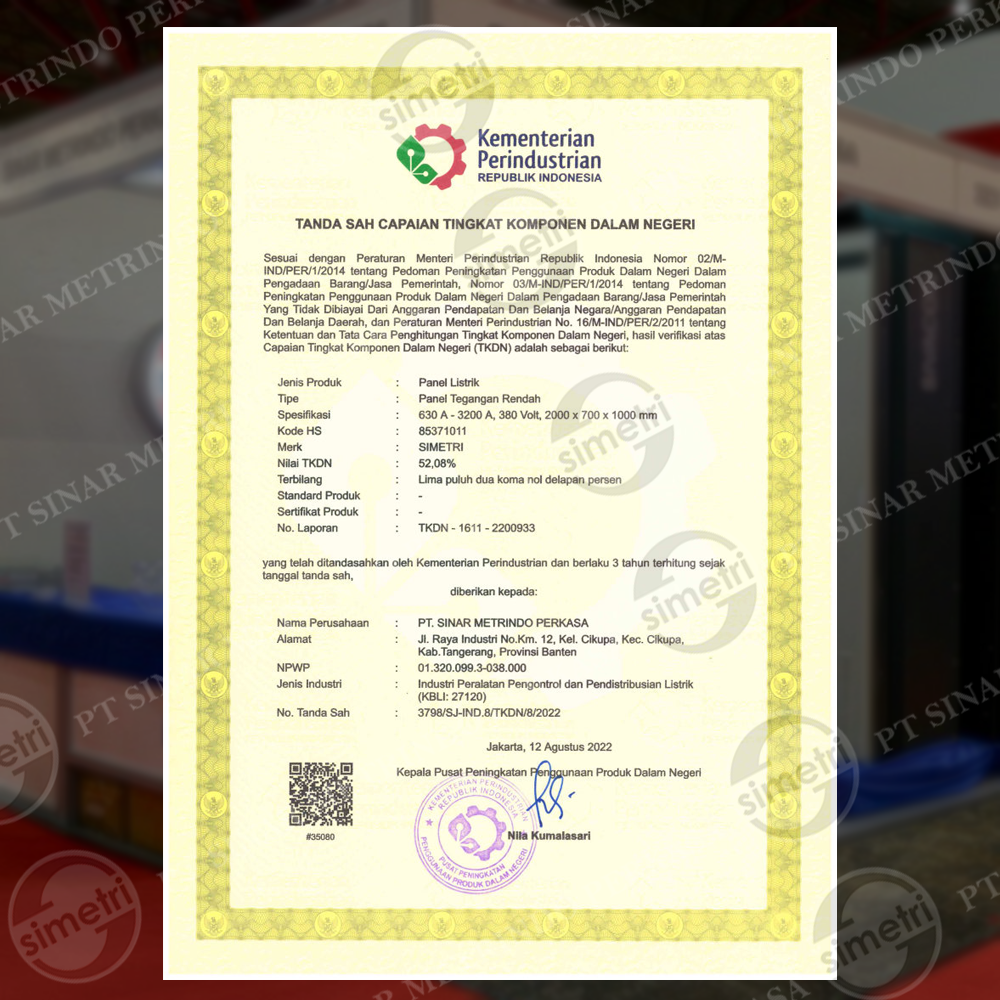 Kementerian
Perindustrian
REPUBLIK INDONESIA
TANDA SAH CAPAIAN TINGKAT KOMPONEN DALAM NEGERI
Sesuai dengan Peraturan Menteri Perindustrian Republik Indonesia Nomor 02/M-
IND/PER/1/2014 tentang Pedoman Peningkatan Penggunaan Produk Dalam Negeri Dalam
Pengadaan Barang/Jasa Pemerintah, Nomor 03/M-IND/PER/1/2014 tentang Pedoman
Peningkatan Penggunaan Produk Dalam Negeri Dalam Pengadaan Barang/Jasa Pemerintah
Yang Tidak Dibiayai Dari Anggaran Pendapatan Dan Belanja Negara/Anggaran Pendapatan
Dan Belanja Daerah, dan Peraturan Menteri Perindustrian No. 16/M-IND/PER/2/2011 tentang
Ketentuan dan Tata Cara Penghitungan Tingkat Komponen Dalam Negeri, hasil verifikasi atas
Capaian Tingkat Komponen Dalam Negeri (TKDN) adalah sebagai berikut:
Jenis Produk : Panel Listrik
Tipe : Panel Tegangan Rendah
Spesifikasi : 630 A - 3200 A, 380 Volt, 2000 x 700 x 1000 mm
Kode HS : 85371011
Merk : SIMETRI
Nilai TKDN : 52,08%
Terbilang : Lima puluh dua koma nol delapan persen
Standard Produk : -
Sertifikat Produk : -
No. Laporan : TKDN - 1611 - 2200933
yang telah ditandasahkan oleh Kementerian Perindustrian dan berlaku 3 tahun terhitung sejak
tanggal tanda sah,
diberikan kepada:
Nama Perusahaan : PT. SINAR METRINDO PERKASA
Alamat : Jl. Raya Industri No.Km. 12, Kel. Cikupa, Kec. Cikupa,
Kab.Tangerang, Provinsi Banten
NPWP : 01.320.099.3-038.000
Jenis Industri : Industri Peralatan Pengontrol dan Pendistribusian Listrik
(KBLI: 27120)
No. Tanda Sah : 3798/SJ-IND.8/TKDN/8/2022
Jakarta, 12 Agustus 2022
Kepala Pusat Peningkatan Penggunaan Produk Dalam Negeri
KEMENTERIAN PERINDUSTRIAN
REPUBLIK INDONESIA
PUSAT PENINGKATAN
PENGGUNAAN PRODUK DALAM NEGERI
Nila Kumalasari
#35080
simetri
simetri
simetri
simetri
simetri
simetri
simetri
simetri
PT SINAR METRINDO PERKASA